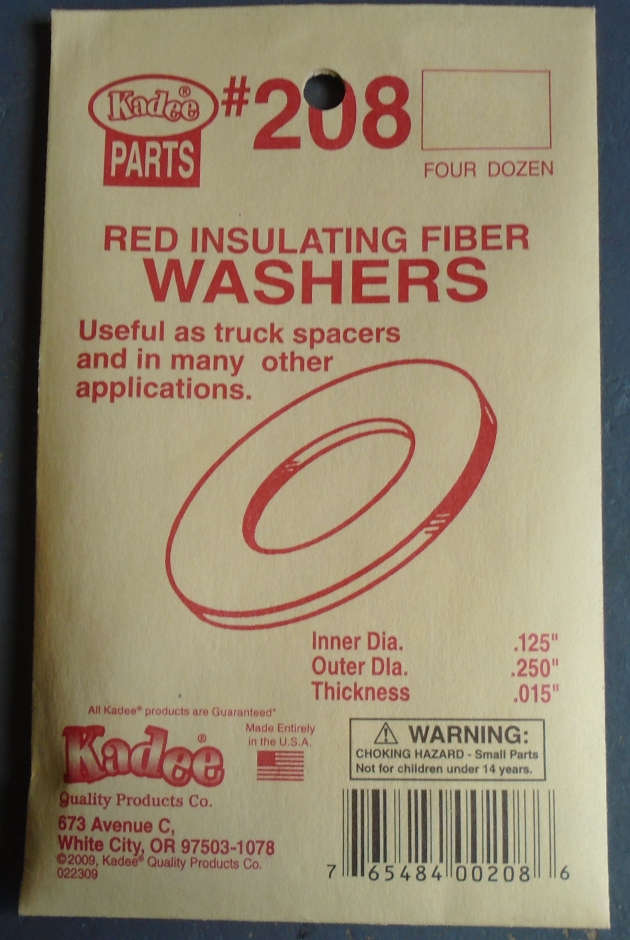 Kadee®
PARTS
#208
FOUR DOZEN
RED INSULATING FIBER
WASHERS
Useful as truck spacers
and in many other
applications.
Inner Dia. .125"
Outer Dia. .250"
Thickness .015"
All Kadee® products are Guaranteed"
Made Entirely
in the U.S.A.
Kadee®
Quality Products Co.
673 Avenue C,
White City, OR 97503-1078
©2009, Kadee® Quality Products Co.
022309
WARNING:
CHOKING HAZARD - Small Parts
Not for children under 14 years.
7 65484 00208 6